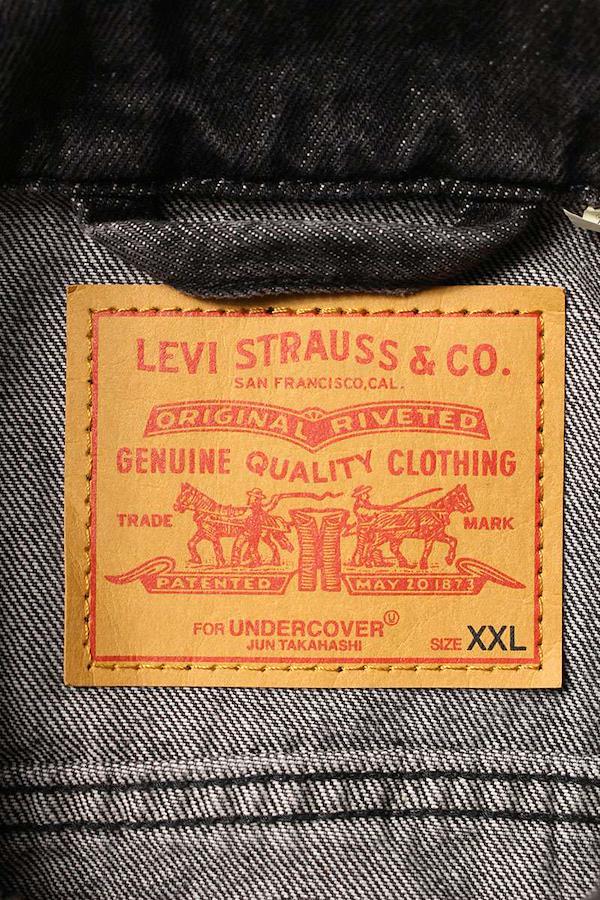 LEVI STRAUSS & CO.
SAN FRANCISCO, CAL.
ORIGINAL RIVETED
GENUINE QUALITY CLOTHING
TRADE MARK
PATENTED MAY 20 1873
FOR UNDERCOVER Ⓤ
JUN TAKAHASHI
SIZE XXL